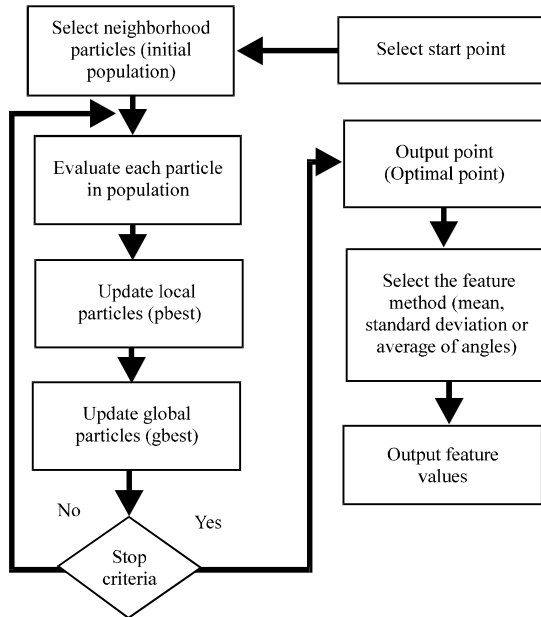 Select neighborhood
particles (initial
population)
Select start point
Evaluate each particle
in population
Output point
(Optimal point)
Update local
particles (pbest)
Select the feature
method (mean,
standard deviation or
average of angles)
Update global
particles (gbest)
Output feature
values
No
Yes
Stop
criteria